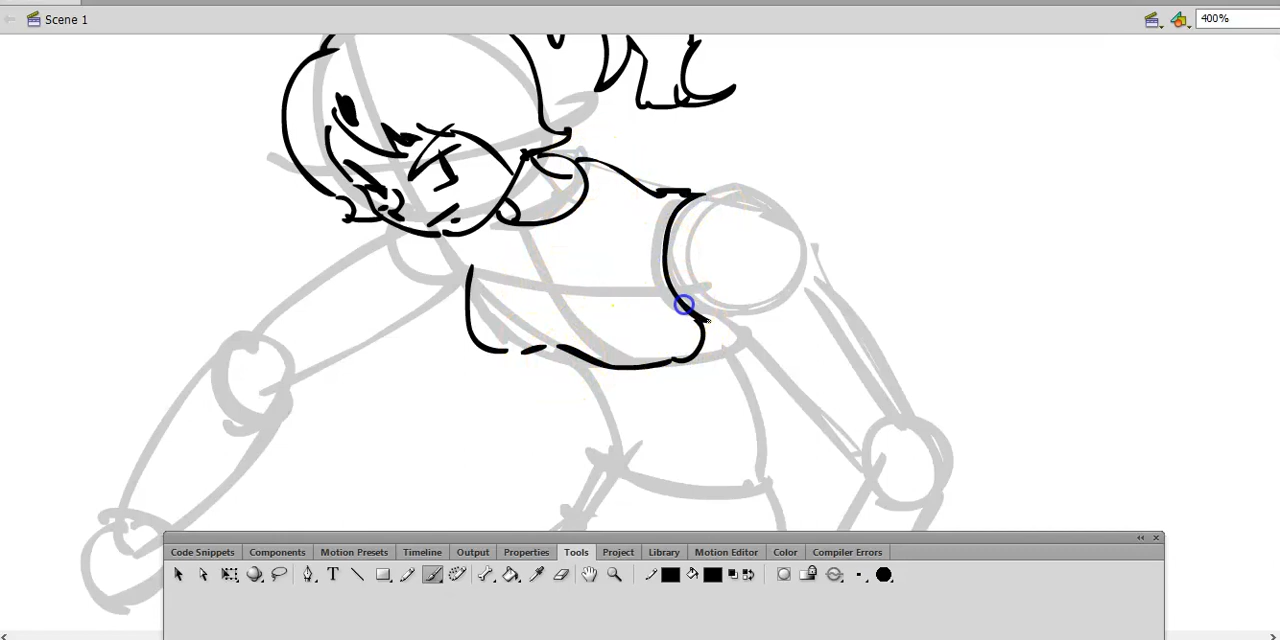 Scene 1
400%
Code Snippets Components Motion Presets Timeline Output Properties Tools Project Library Motion Editor Color Compiler Errors